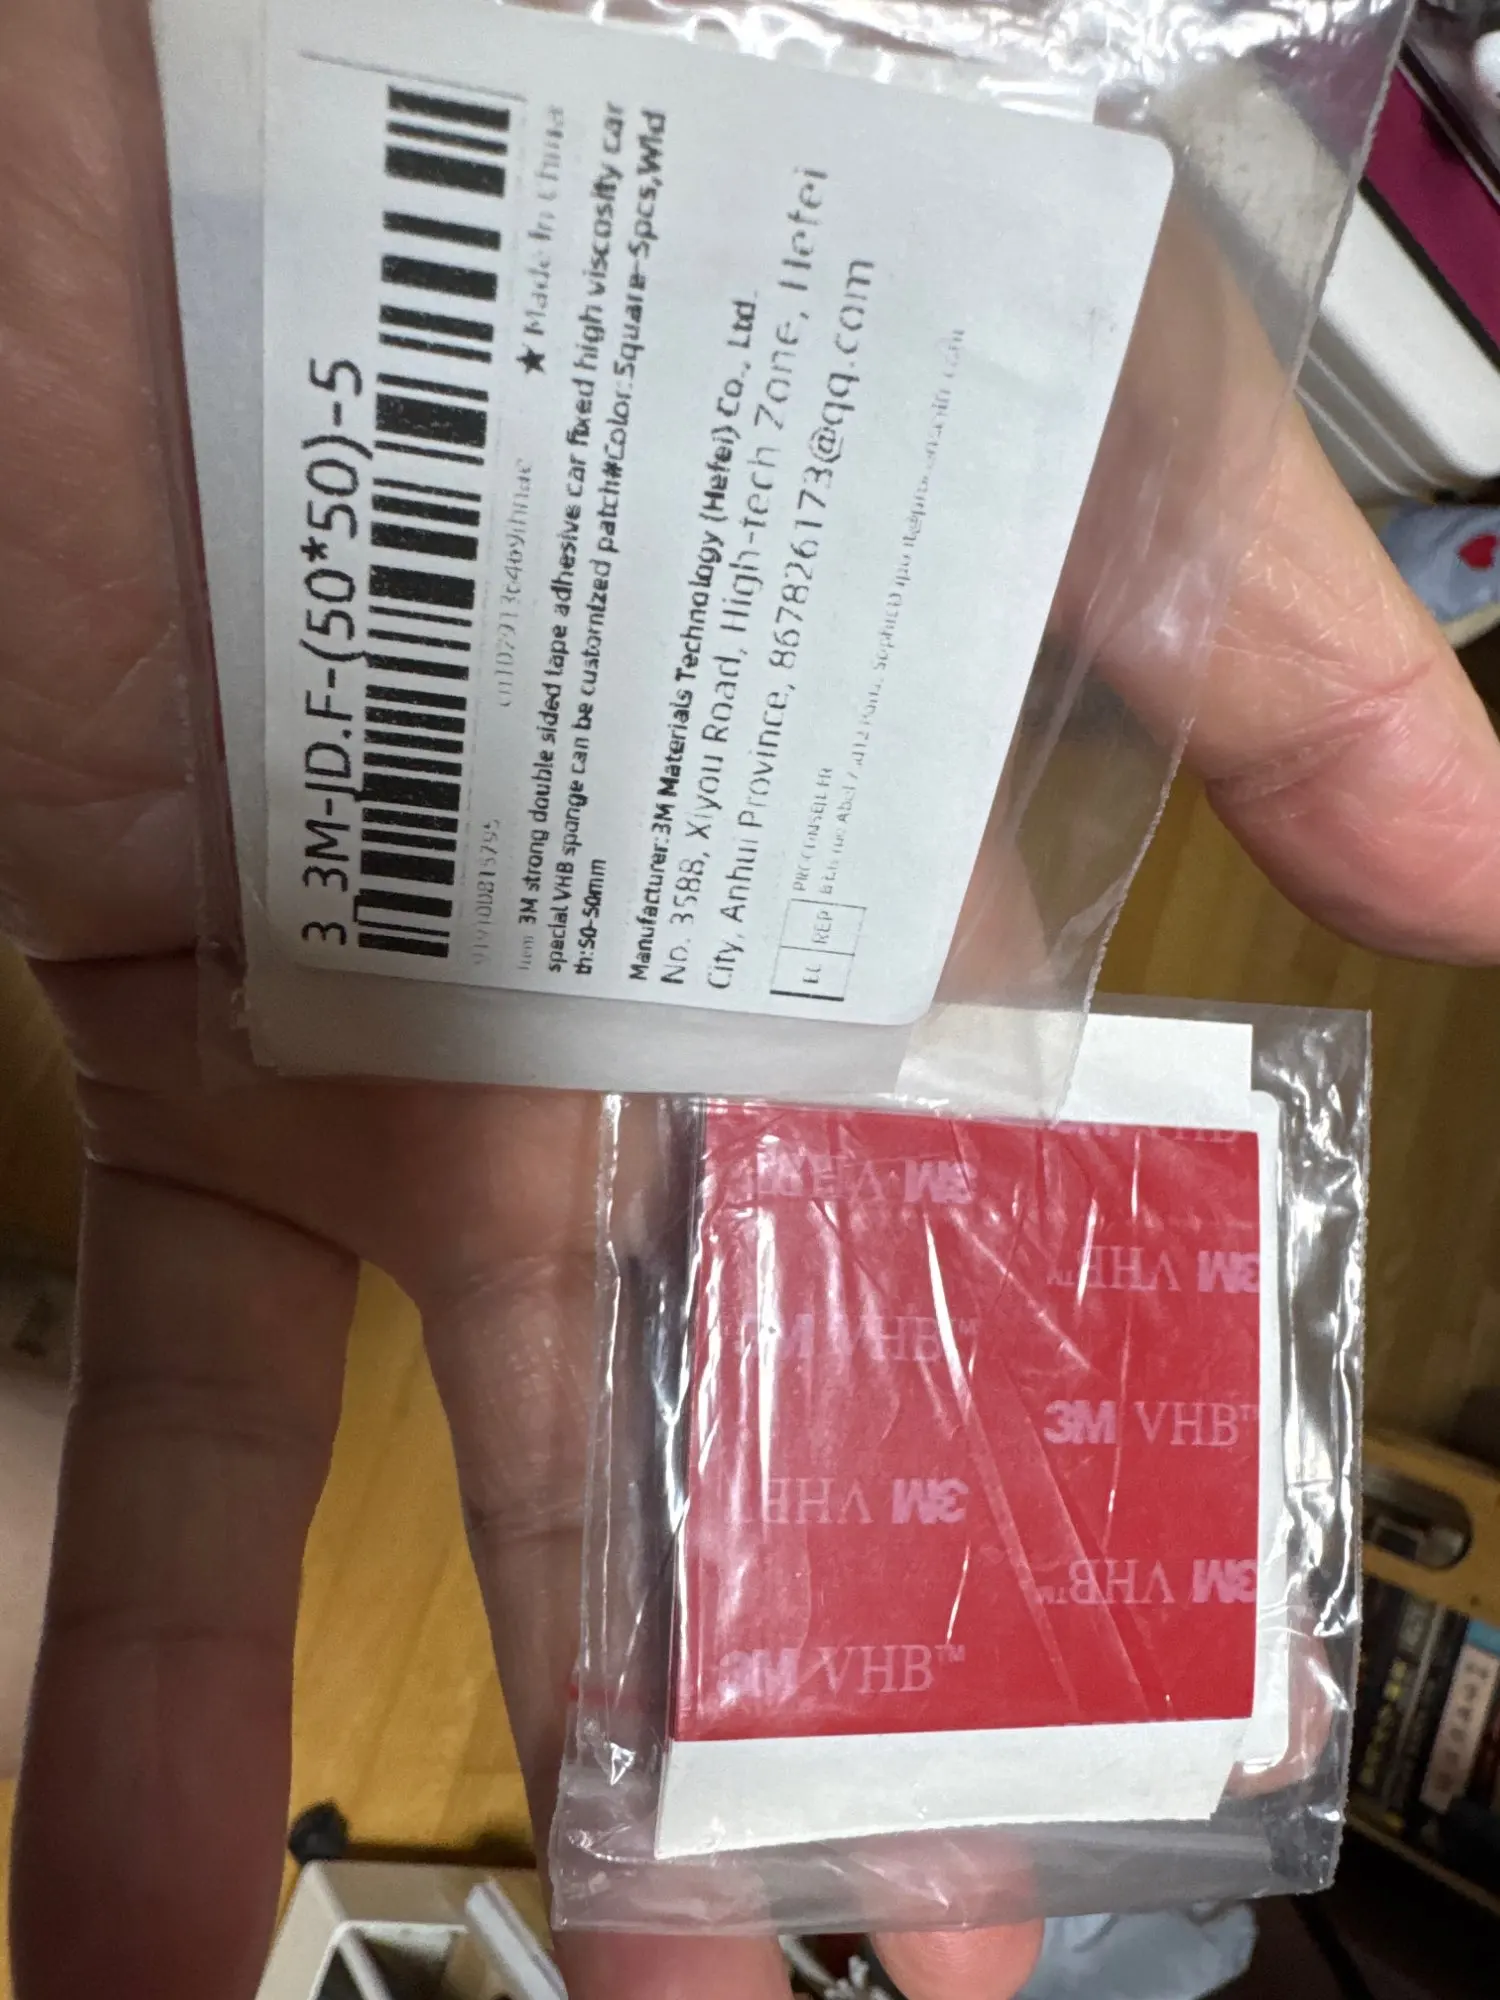 3 3M-JD.F-(50*50)-5
★ Made In China
Item 3M strong double sided tape adhesive car fixed high viscosity car
special VHB sponge can be customized patch#Color:Square-5pcs,Wid
th:50-50mm
Manufacturer:3M Materials Technology (Hefei) Co., Ltd.
No. 3588, Xiyou Road, High-tech Zone, Hefei
City, Anhui Province, 867826173@qq.com
EC REP
3M VHB
VHB
3M VHB™
3M VHB™
3M VHB™
3M VHB
3M VHB™
3M VHB™